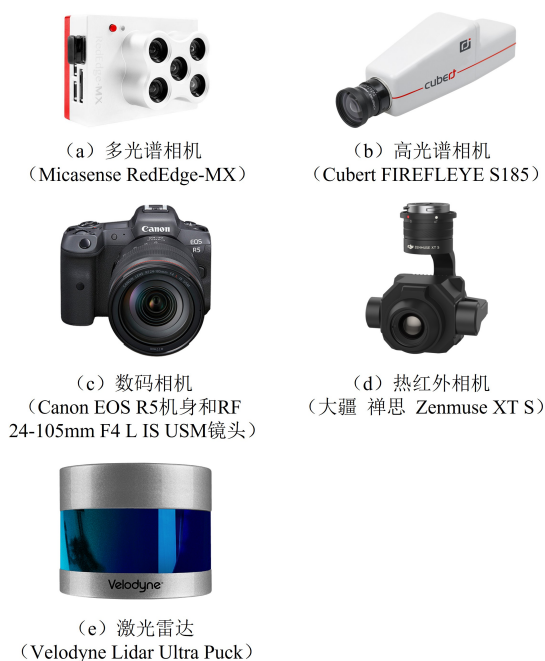 cubert
（a）多光谱相机
（Micasense RedEdge-MX）
（b）高光谱相机
（Cubert FIREFLEYE S185）
Canon
EOS
R5
ZENMUSE XT S
（c）数码相机
（Canon EOS R5机身和RF
24-105mm F4 L IS USM镜头）
（d）热红外相机
（大疆 禅思 Zenmuse XT S）
Velodyne
（e）激光雷达
（Velodyne Lidar Ultra Puck）